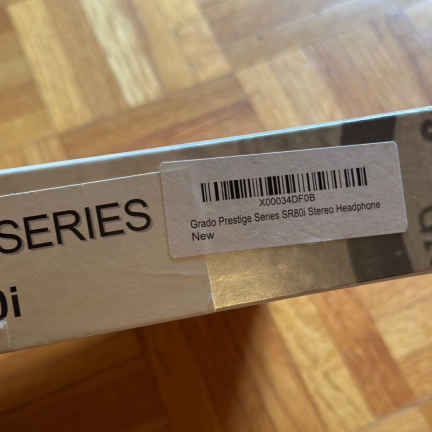 SERIES
0i
X00034DF0B
Grado Prestige Series SR80i Stereo Headphone
New